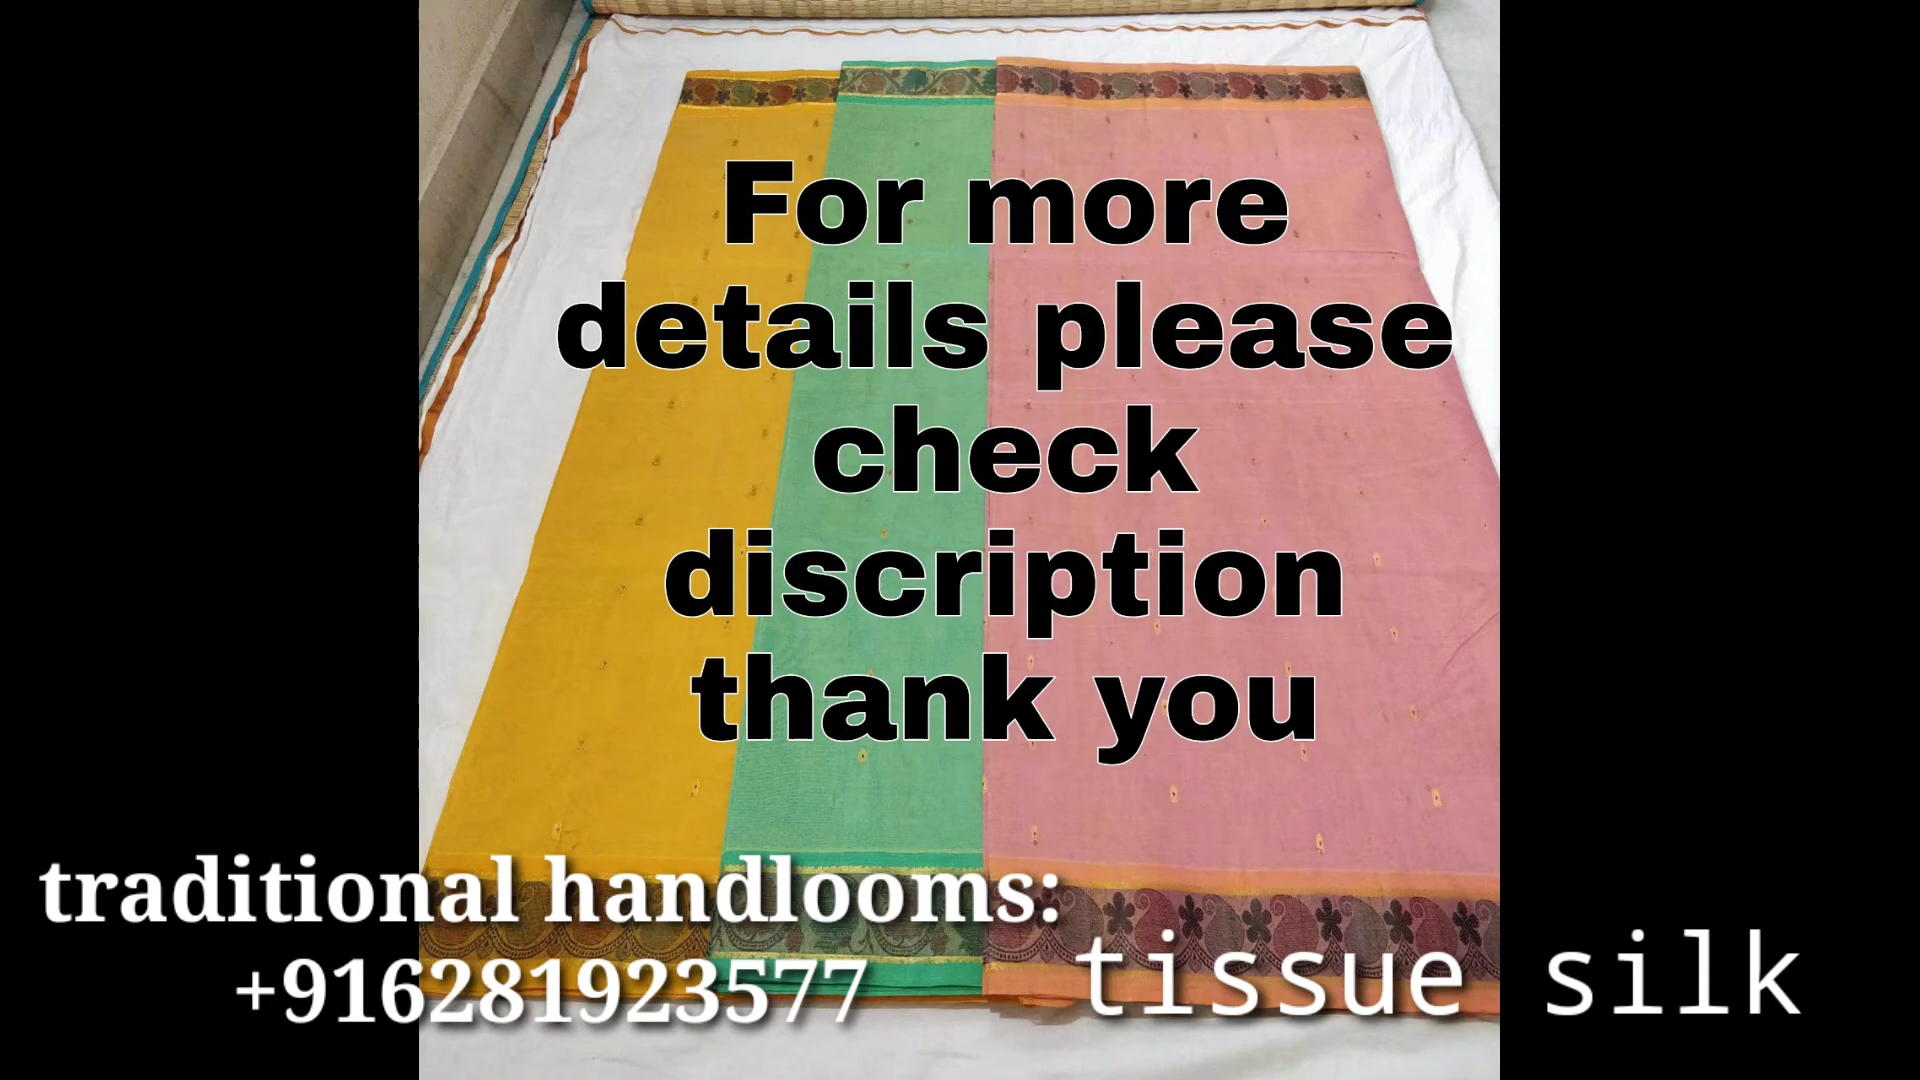 For more
details please
check
discription
thank you
traditional handlooms:
+916281923577
tissue silk